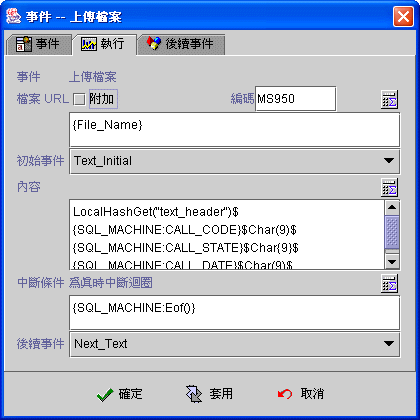 事件 -- 上傳檔案
事件 執行 後續事件
事件 上傳檔案
檔案 URL 附加 編碼 MS950
{File_Name}
初始事件 Text_Initial
內容
LocalHashGet("text_header")$
{SQL_MACHINE:CALL_CODE}$Char(9)$
{SQL_MACHINE:CALL_STATE}$Char(9)$
{SQL_MACHINE:CALL_DATE}$Char(9)$
中斷條件 為真時中斷迴圈
{SQL_MACHINE:Eof()}
後續事件 Next_Text
確定 套用 取消